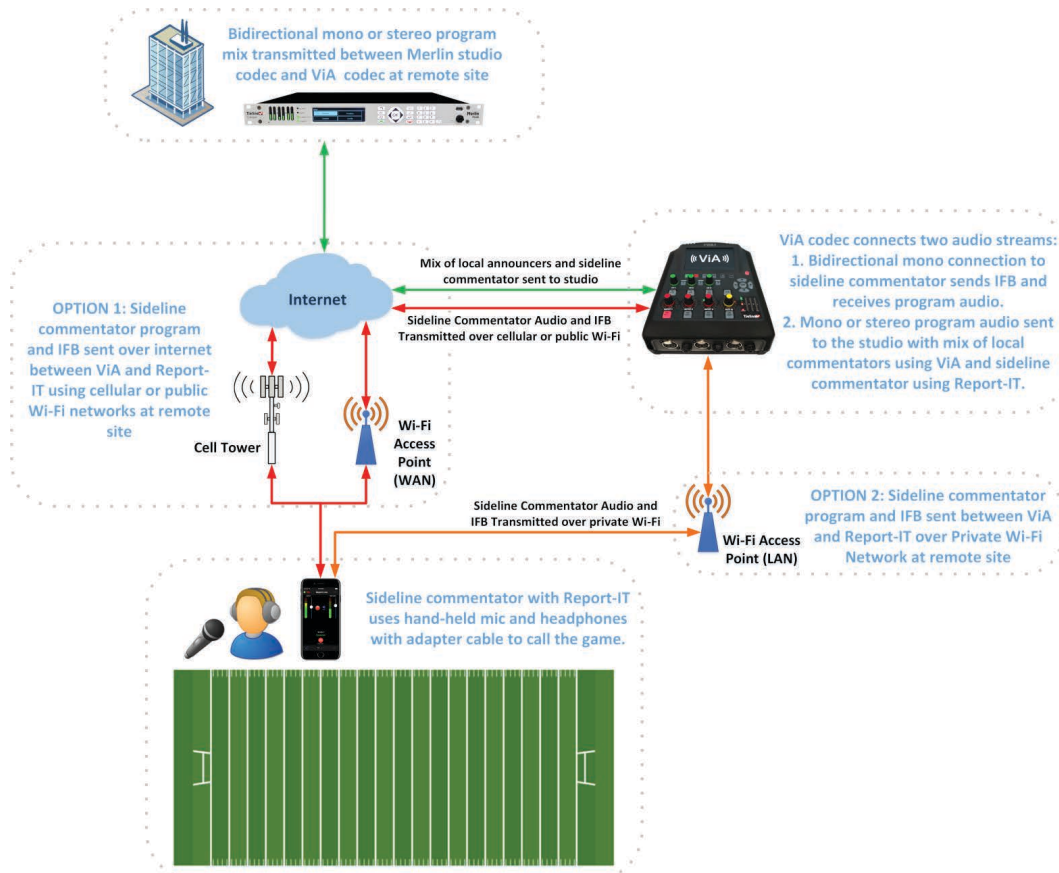 Bidirectional mono or stereo program
mix transmitted between Merlin studio
codec and ViA codec at remote site
Internet
Mix of local announcers and sideline
commentator sent to studio
Sideline Commentator Audio and IFB
Transmitted over cellular or public Wi-Fi
((ViA))
ViA codec connects two audio streams:
1. Bidirectional mono connection to
sideline commentator sends IFB and
receives program audio.
2. Mono or stereo program audio sent
to the studio with mix of local
commentators using ViA and sideline
commentator using Report-IT.
OPTION 1: Sideline
commentator program
and IFB sent over internet
between ViA and Report-
IT using cellular or public
Wi-Fi networks at remote
site
Cell Tower
Wi-Fi
Access
Point
(WAN)
Sideline Commentator Audio and
IFB Transmitted over private Wi-Fi
Wi-Fi Access
Point (LAN)
OPTION 2: Sideline commentator
program and IFB sent between ViA
and Report-IT over Private Wi-Fi
Network at remote site
Sideline commentator with Report-IT
uses hand-held mic and headphones
with adapter cable to call the game.